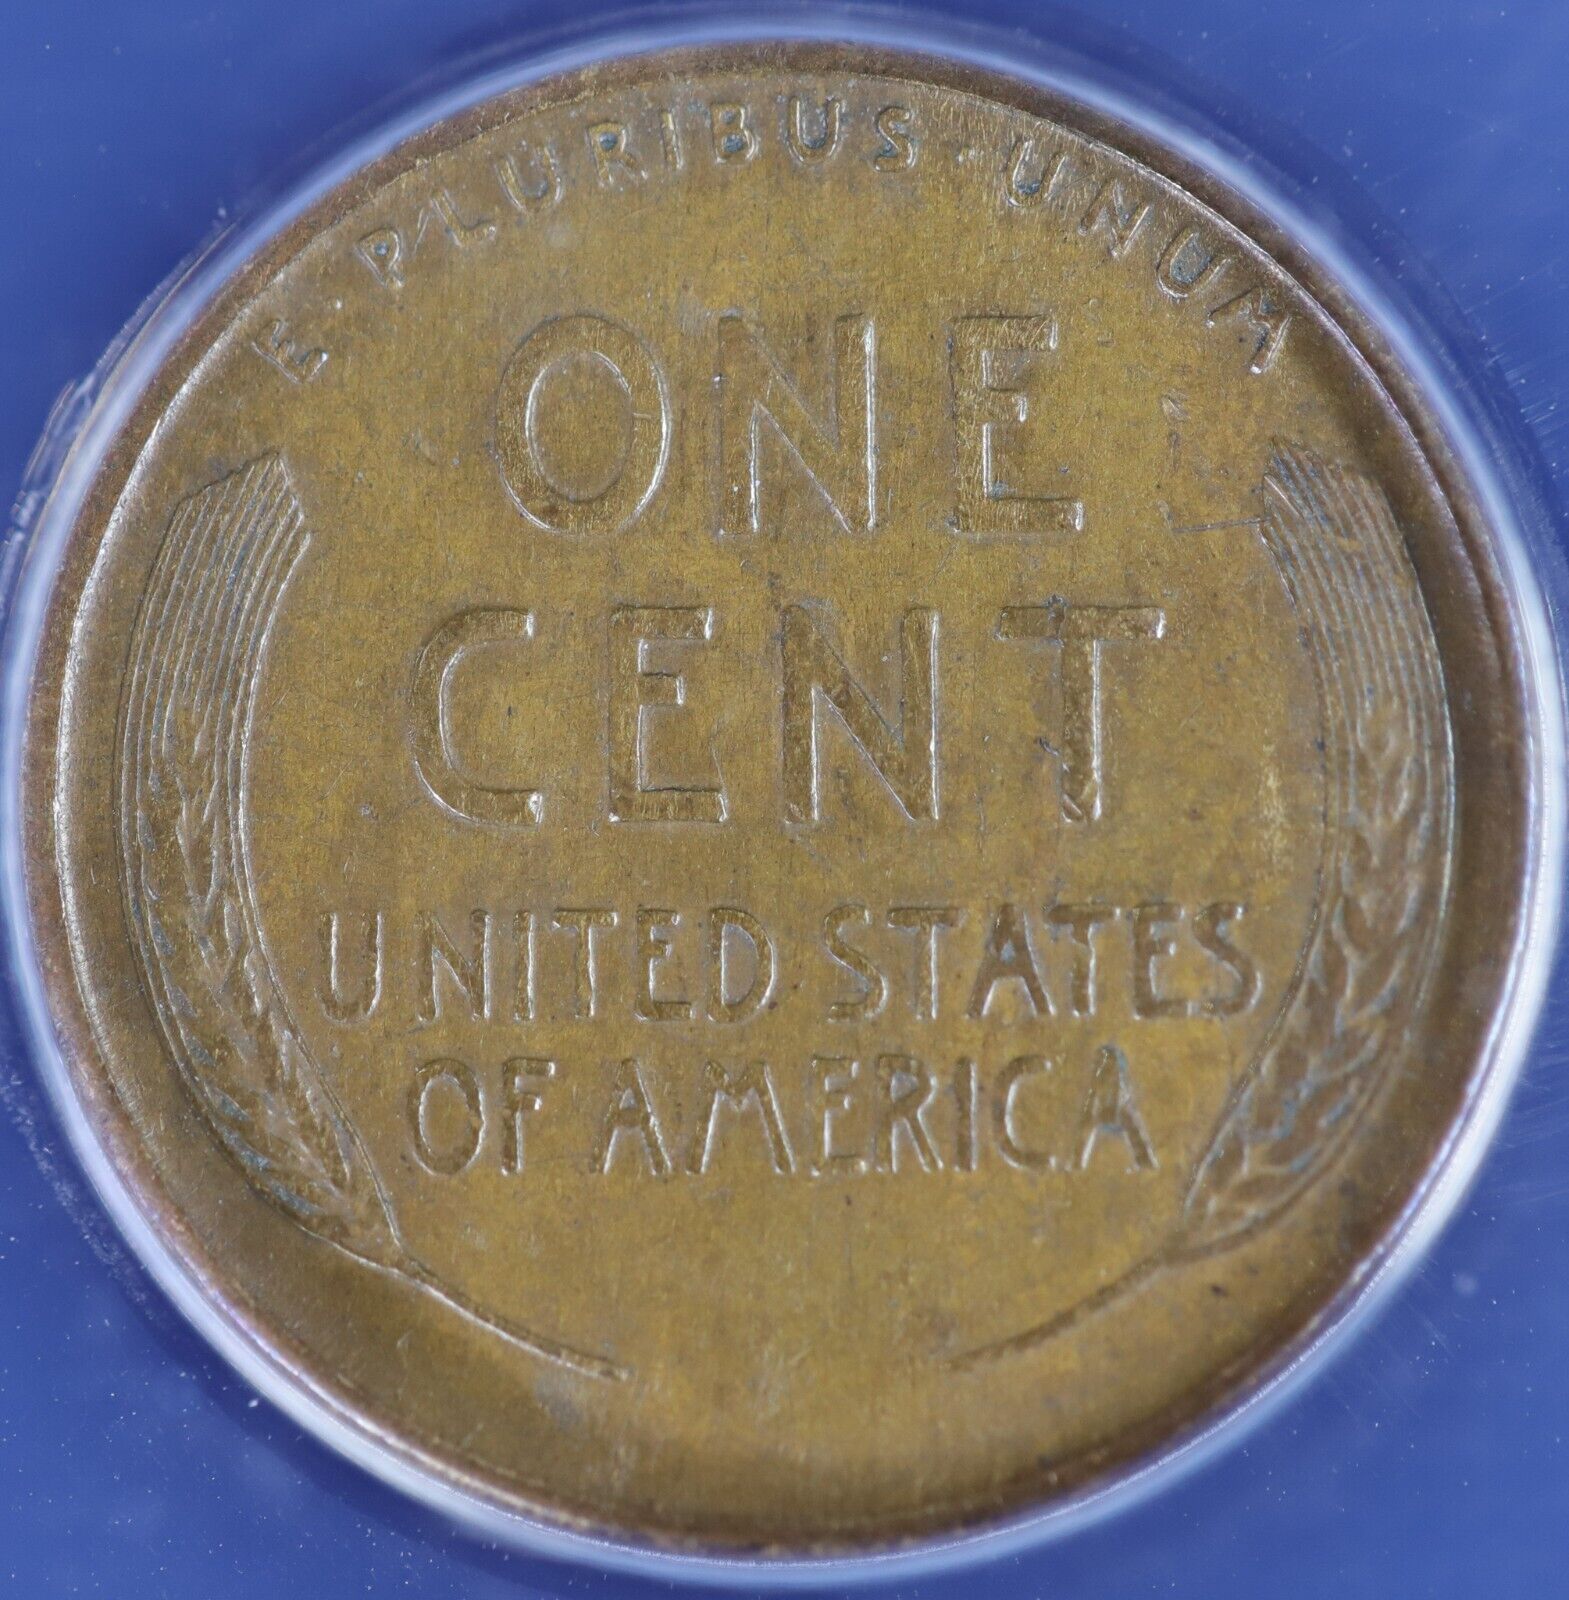 E · PLURIBUS · UNUM
ONE
CENT
UNITED STATES
OF AMERICA